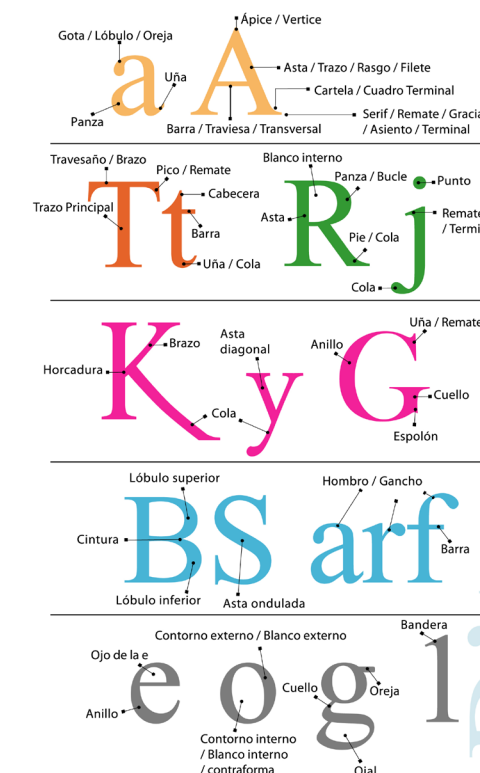 Ápice / Vertice
Gota / Lóbulo / Oreja
Uña
Asta / Trazo / Rasgo / Filete
Cartela / Cuadro Terminal
Panza
Serif / Remate / Gracia
/ Asiento / Terminal
Barra / Traviesa / Transversal
a A
Travesaño / Brazo
Pico / Remate
Cabecera
Trazo Principal
Barra
Uña / Cola
T t
Blanco interno
Panza / Bucle
Punto
Asta
Remate
/ Termi
Pie / Cola
Cola
R j
Brazo
Horcadura
Asta
diagonal
Cola
Anillo
Uña / Remate
Cuello
Espolón
K y G
Lóbulo superior
Cintura
Lóbulo inferior
Asta ondulada
Hombro / Gancho
Barra
BS arf
Contorno externo / Blanco externo
Bandera
Ojo de la e
Anillo
Cuello
Oreja
Contorno interno
/ Blanco interno
/ contraforma
Ojal
e o g l